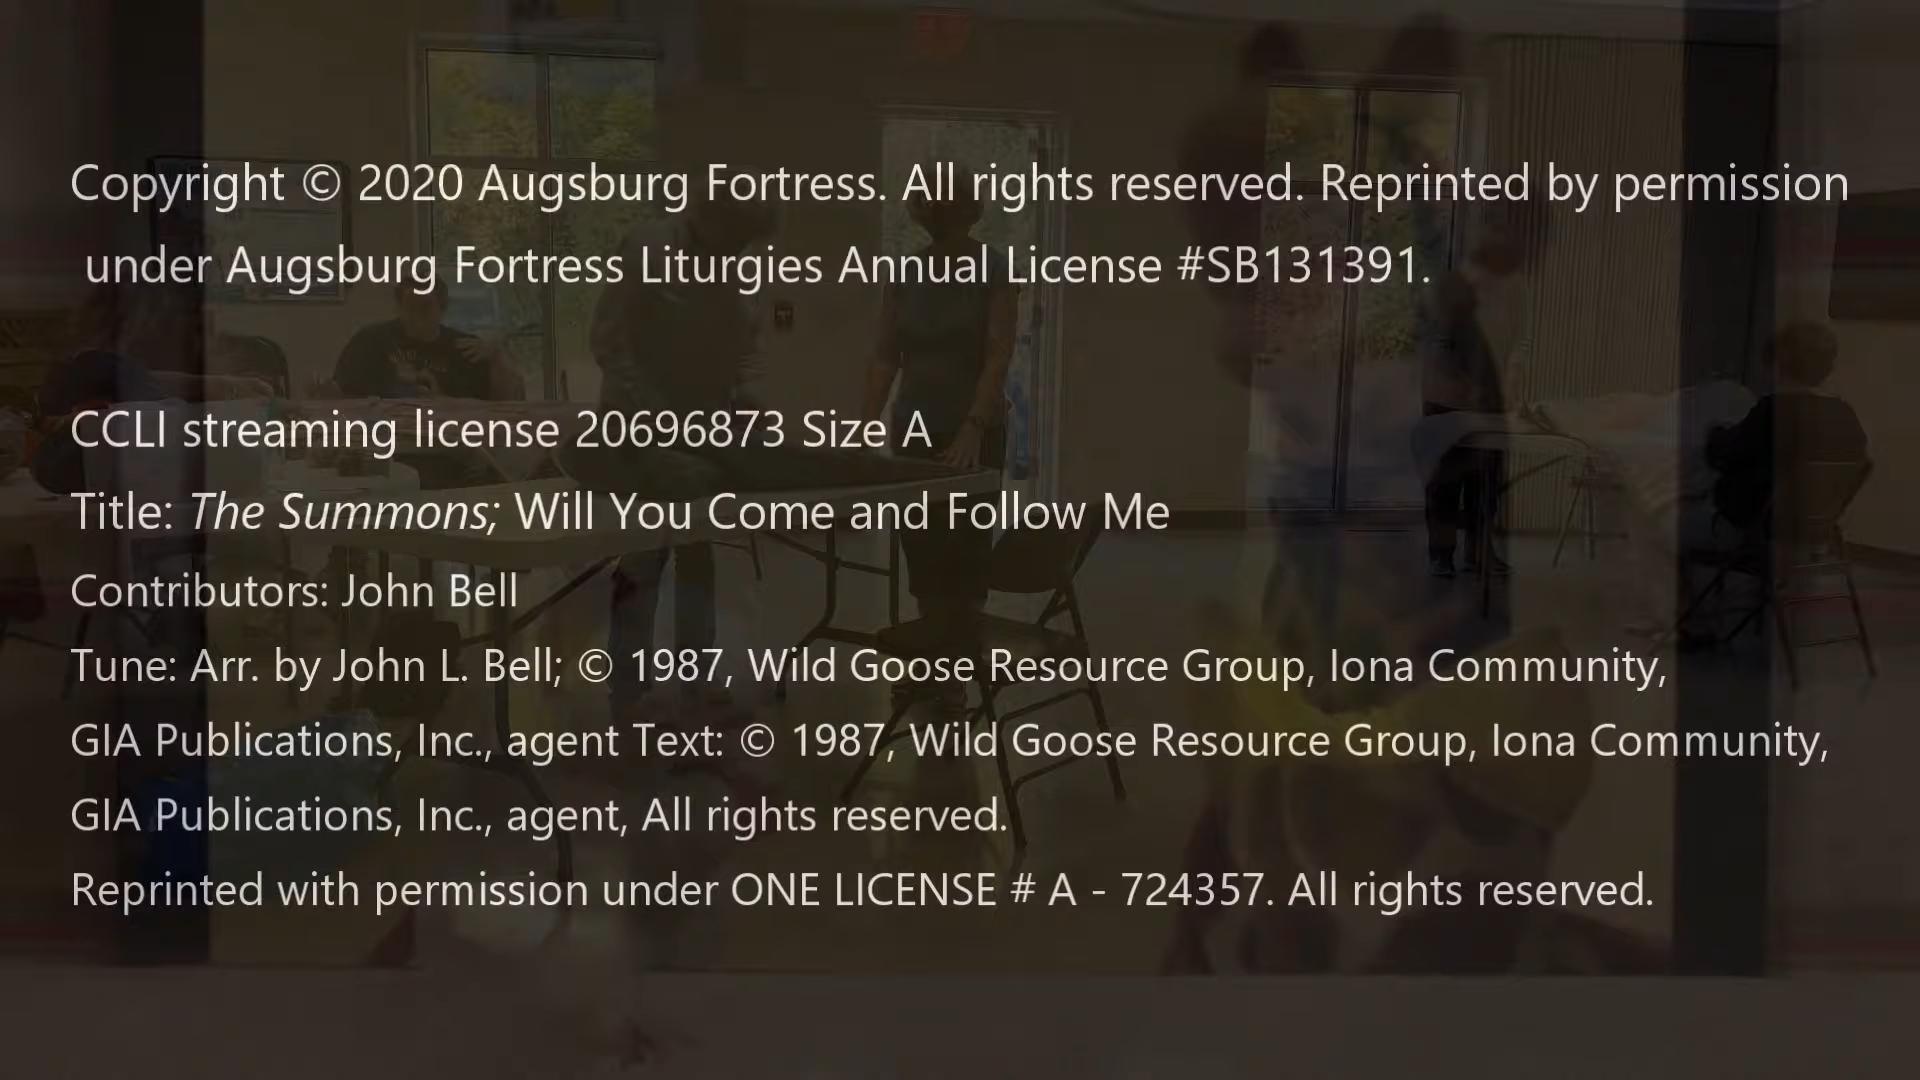 Copyright © 2020 Augsburg Fortress. All rights reserved. Reprinted by permission
under Augsburg Fortress Liturgies Annual License #SB131391.
CCLI streaming license 20696873 Size A
Title: The Summons; Will You Come and Follow Me
Contributors: John Bell
Tune: Arr. by John L. Bell; © 1987, Wild Goose Resource Group, Iona Community,
GIA Publications, Inc., agent Text: © 1987, Wild Goose Resource Group, Iona Community,
GIA Publications, Inc., agent, All rights reserved.
Reprinted with permission under ONE LICENSE # A - 724357. All rights reserved.